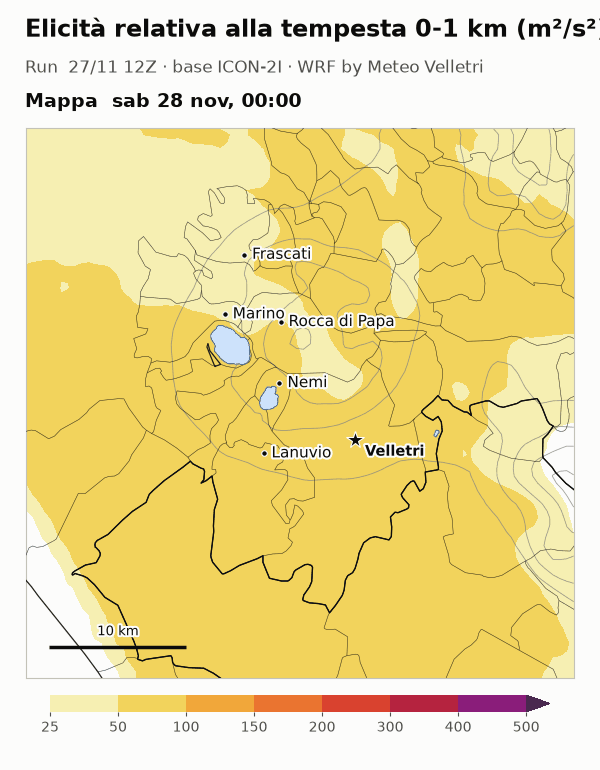 Elicità relativa alla tempesta 0-1 km (m²/s²)
Run  27/11 12Z · base ICON-2I · WRF by Meteo Velletri
Mappa  sab 28 nov, 00:00
Frascati
Marino
Rocca di Papa
Nemi
Velletri
Lanuvio
10 km
25 50 100 150 200 300 400 500